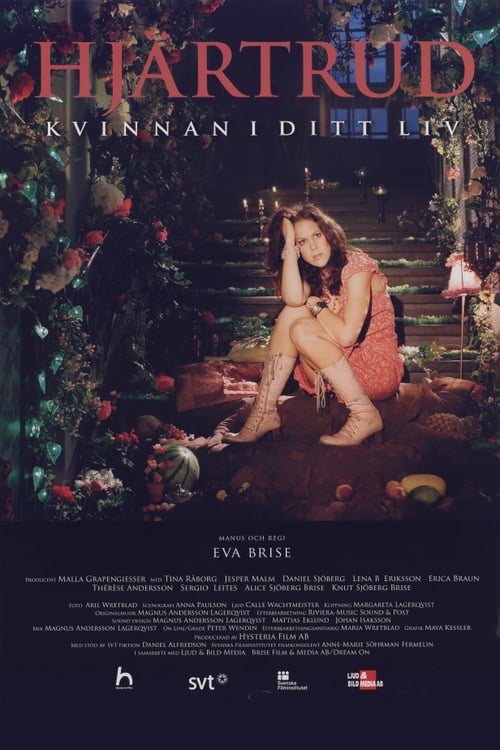 HJÄRTRUD
KVINNAN I DITT LIV
MANUS OCH REGI
EVA BRISE
PRODUCENT MALLA GRAPENGIESSER MED TINA RÅBORG JESPER MALM DANIEL SJÖBERG LENA B ERIKSSON ERICA BRAUN
THÉRÈSE ANDERSSON SERGIO LEITES ALICE SJÖBERG BRISE KNUT SJÖBERG BRISE
FOTO ARIL WRETBLAD SCENOGRAFI ANNA PAULSON LJUD CALLE WACHTMEISTER KLIPPNING MARGARETA LAGERQVIST
ORIGINALMUSIK MAGNUS ANDERSSON LAGERQVIST EFTERBEARBETNING RIVIERA-MUSIC SOUND & POST
SOUND DESIGN MAGNUS ANDERSSON LAGERQVIST MATTIAS EKLUND JOHAN ISAKSSON
MIX MAGNUS ANDERSSON LAGERQVIST ON LINE/GRADE PETER WENDIN EFTERBEARBETNINGSANSVARIG MARIA WRETBLAD GRAFIK MAYA KESSLER
PRODUCERAD AV HYSTERIA FILM AB
MED STÖD AV SVT FICTION DANIEL ALFREDSON SVENSKA FILMINSTITUTET FILMKONSULENT ANNE-MARIE SÖHRMAN FERMELIN
I SAMARBETE MED LJUD & BILD MEDIA BRISE FILM & MEDIA AB/DREAM ON
h
Hysteria Film
svt
Svenska
Filminstitutet
LJUD &
BILD MEDIA AB